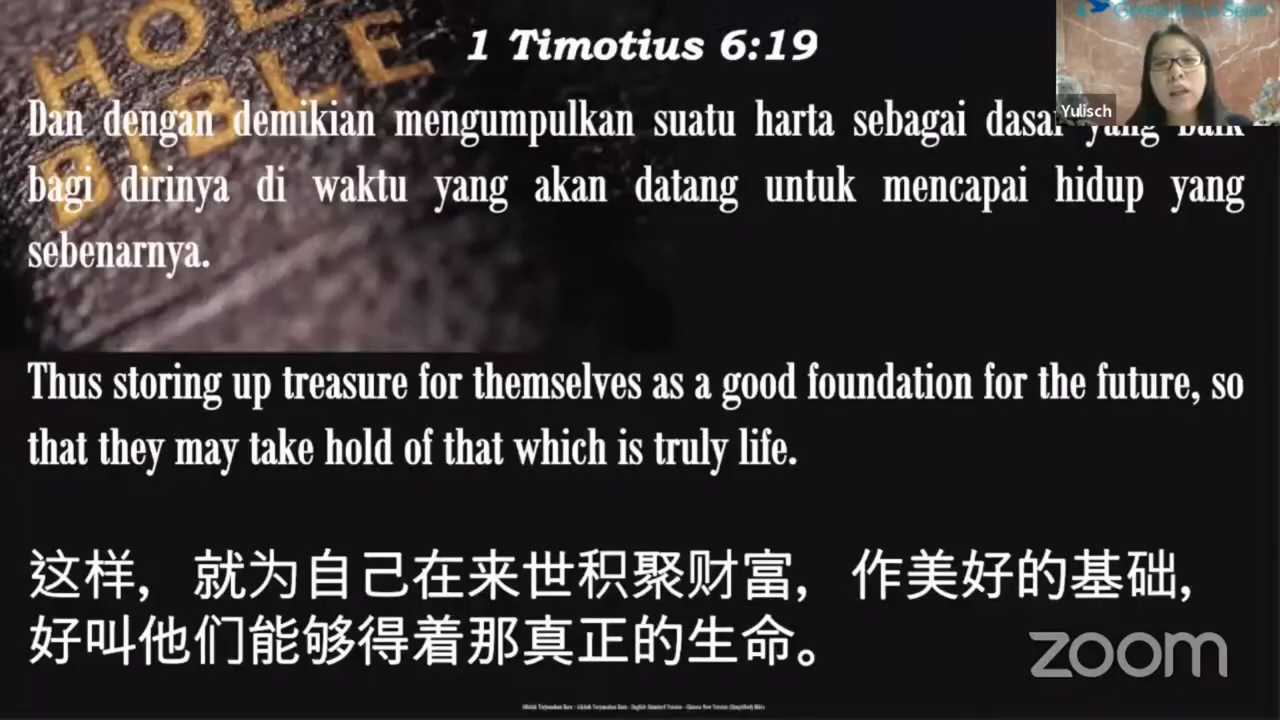 HOLY
BIBLE
1 Timotius 6:19
Yulisch
Dan dengan demikian mengumpulkan suatu harta sebagai dasar yang baik
bagi dirinya di waktu yang akan datang untuk mencapai hidup yang
sebenarnya.
Thus storing up treasure for themselves as a good foundation for the future, so
that they may take hold of that which is truly life.
这样, 就为自己在来世积聚财富, 作美好的基础,
好叫他们能够得着那真正的生命。
zoom